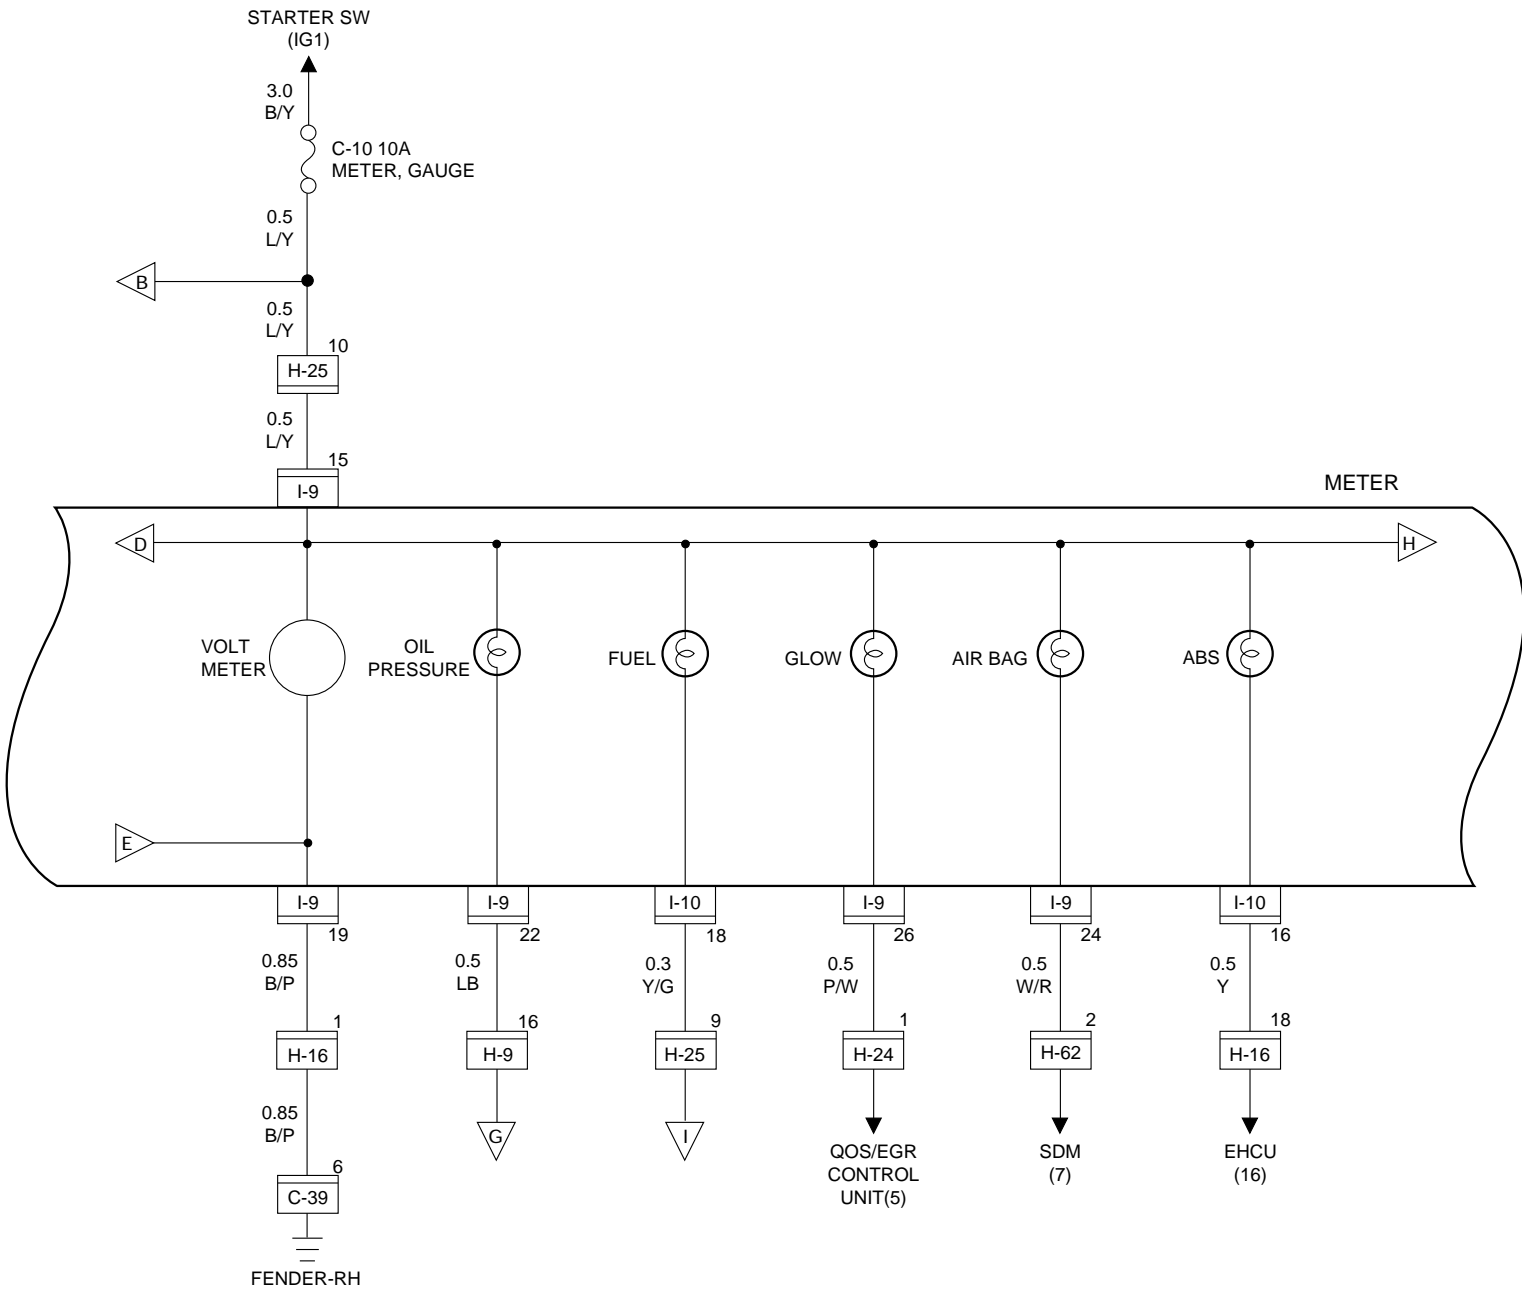 STARTER SW
(IG1)
3.0
B/Y
C-10 10A
METER, GAUGE
0.5
L/Y
B
0.5
L/Y
10
H-25
0.5
L/Y
15
I-9
METER
D
H
VOLT
METER
OIL
PRESSURE
FUEL
GLOW
AIR BAG
ABS
E
I-9
I-9
I-10
I-9
I-9
I-10
19
22
18
26
24
16
0.85
B/P
0.5
LB
0.3
Y/G
0.5
P/W
0.5
W/R
0.5
Y
1
16
9
1
2
18
H-16
H-9
H-25
H-24
H-62
H-16
0.85
B/P
G
I
QOS/EGR
CONTROL
UNIT(5)
SDM
(7)
EHCU
(16)
6
C-39
FENDER-RH